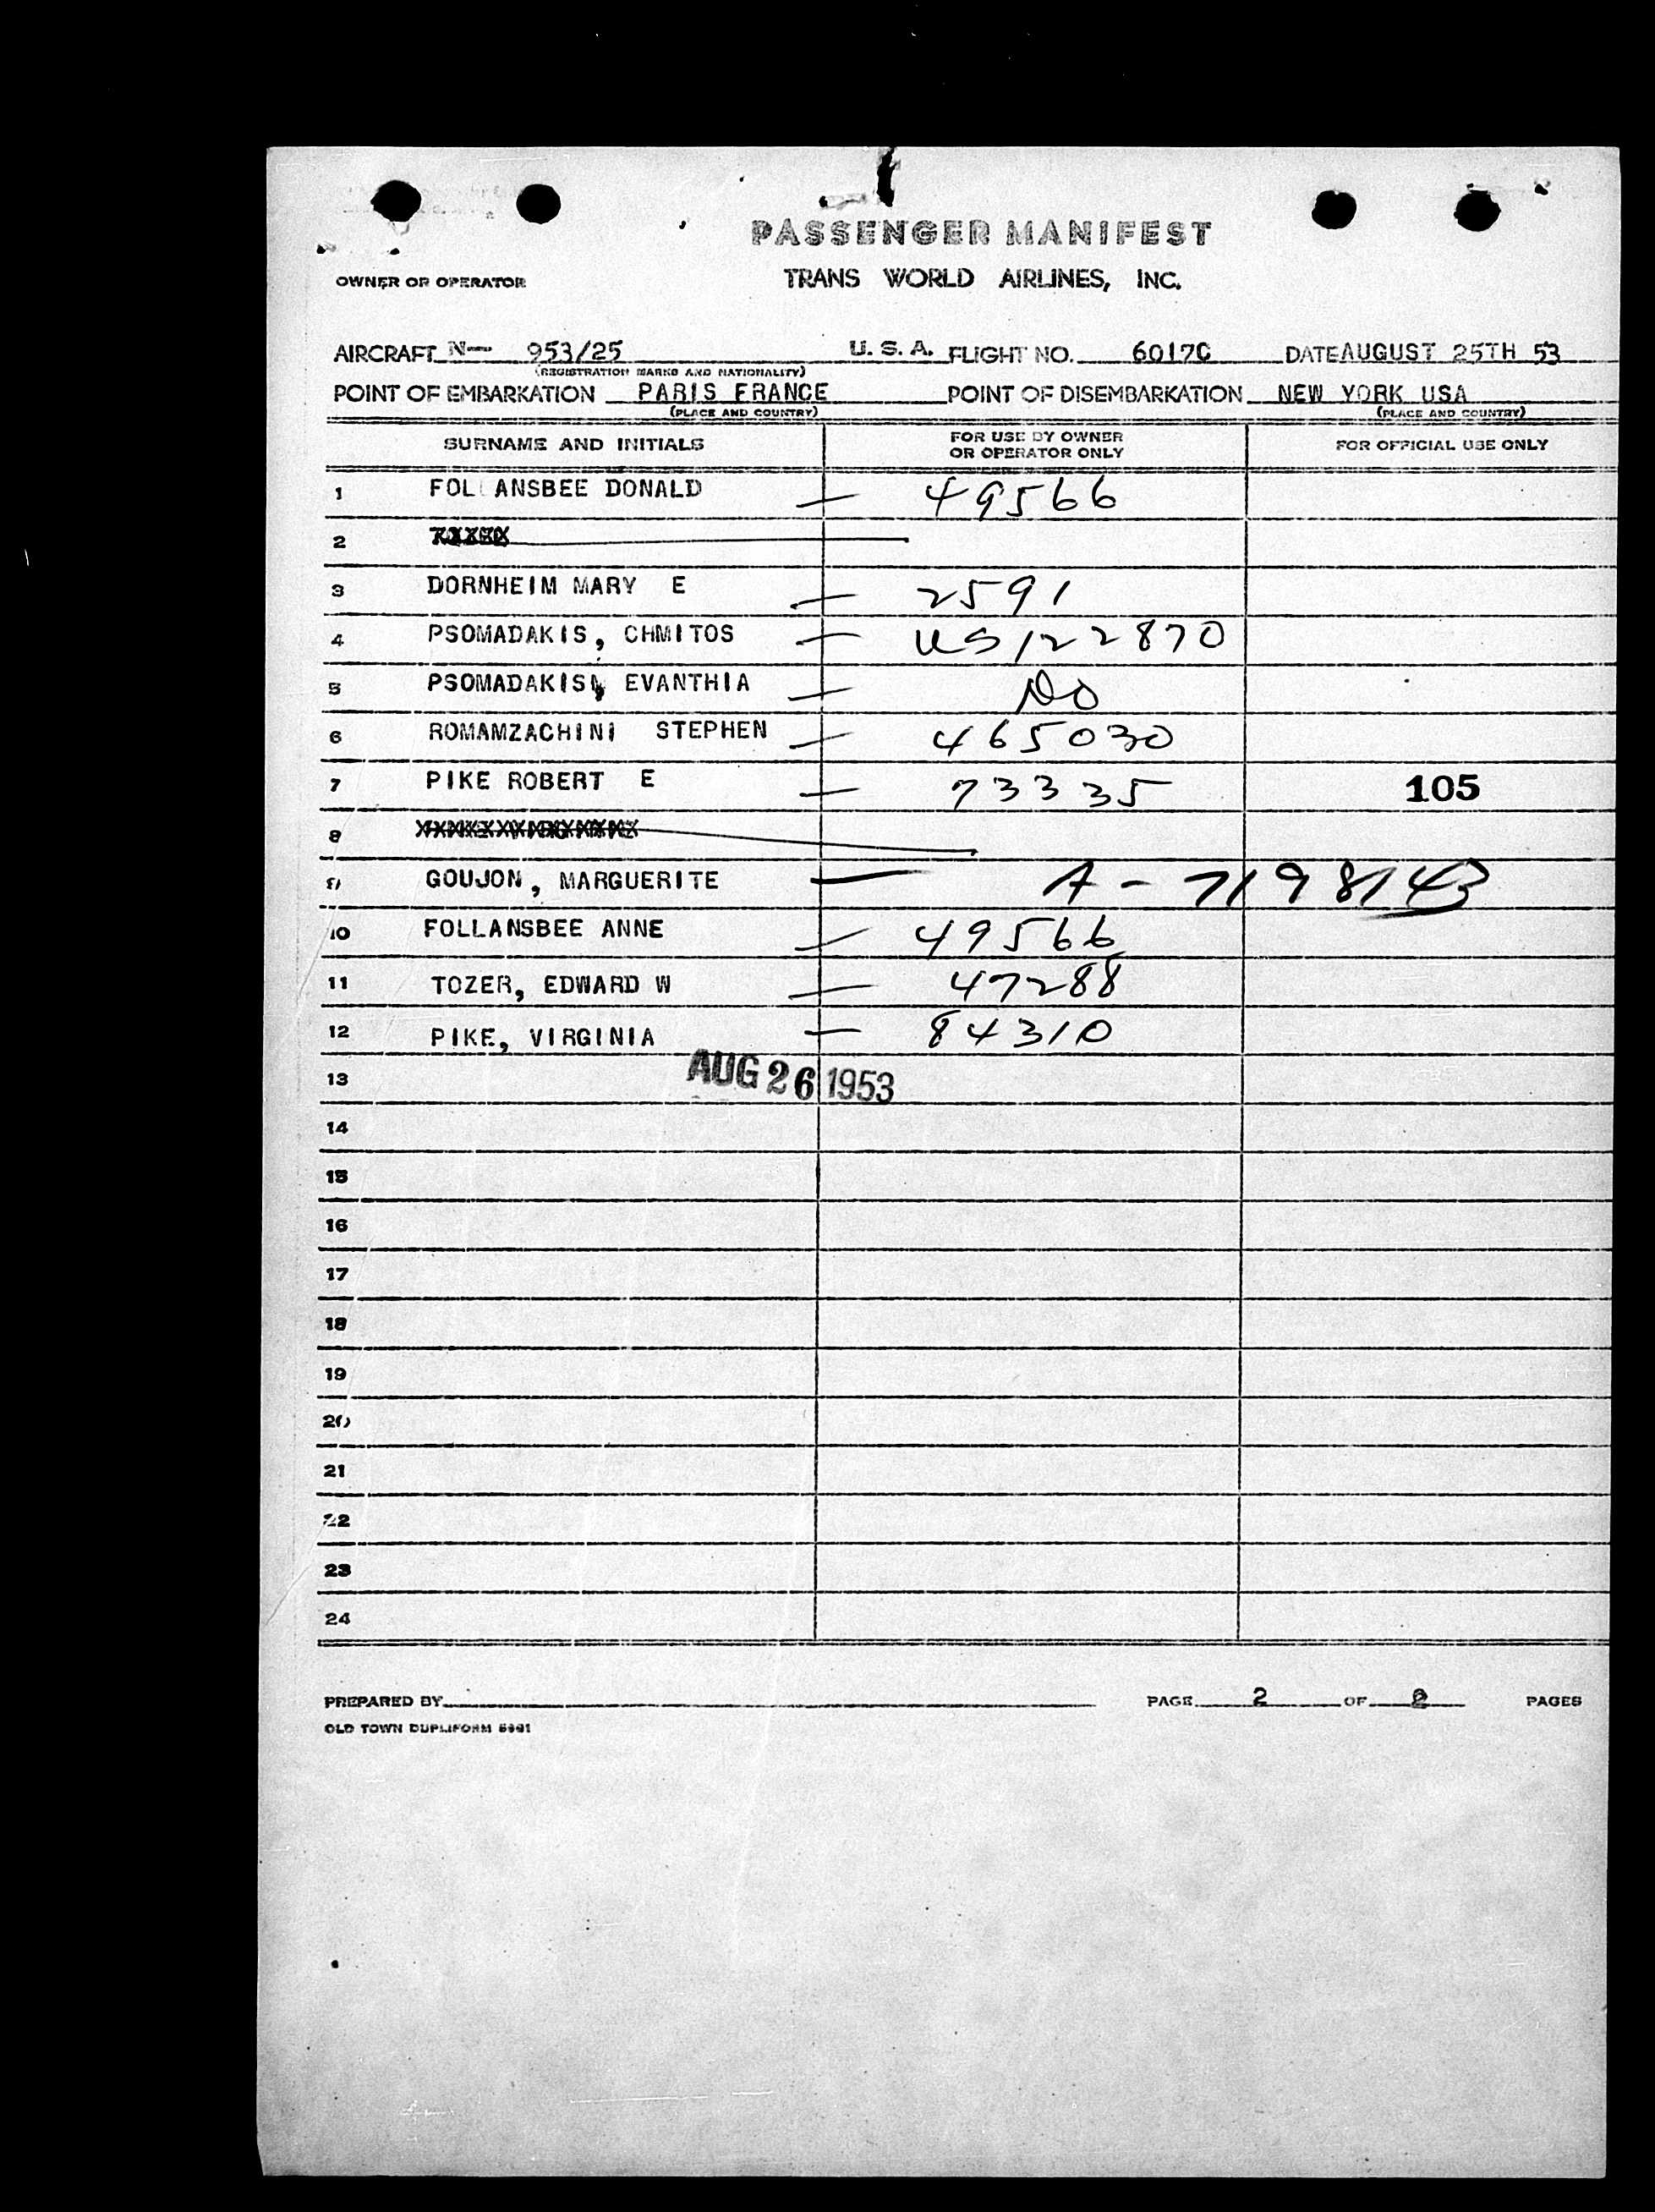 PASSENGER MANIFEST
OWNER OR OPERATOR TRANS WORLD AIRLINES, INC.
AIRCRAFT N— 953/25 U. S. A. FLIGHT NO. 6017C DATE AUGUST 25TH 53
(REGISTRATION MARKS AND NATIONALITY)
POINT OF EMBARKATION PARIS FRANCE POINT OF DISEMBARKATION NEW YORK USA
(PLACE AND COUNTRY) (PLACE AND COUNTRY)
SURNAME AND INITIALS FOR USE BY OWNER OR OPERATOR ONLY FOR OFFICIAL USE ONLY
1 FOLLANSBEE DONALD — 49566
2
3 DORNHEIM MARY E — 2591
4 PSOMADAKIS, CHMITOS — US 122870
5 PSOMADAKIS, EVANTHIA — No
6 ROMAMZACHINI STEPHEN — 465030
7 PIKE ROBERT E — 73335 105
8
9 GOUJON, MARGUERITE — A-7198143
10 FOLLANSBEE ANNE — 49566
11 TOZER, EDWARD W — 47288
12 PIKE, VIRGINIA — 84310
AUG 26 1953
13
14
15
16
17
18
19
20
21
22
23
24
PREPARED BY PAGE 2 OF 2 PAGES
OLD TOWN DUPLIFORM